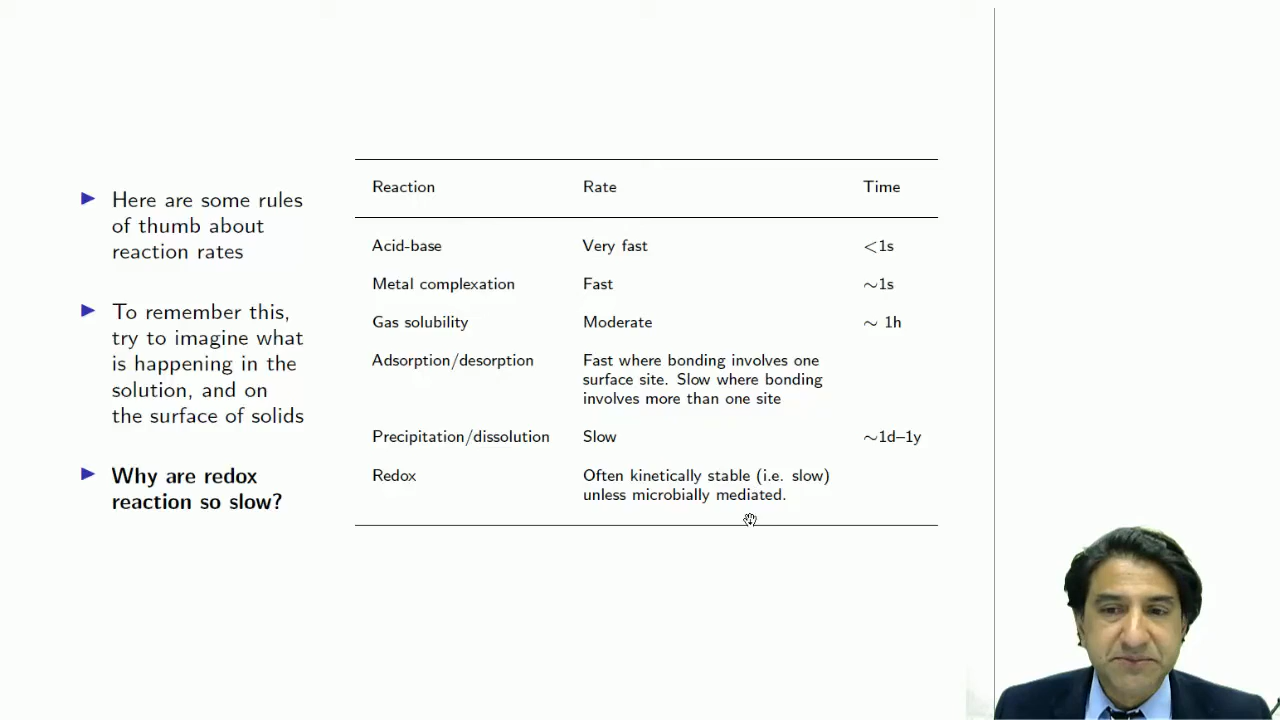 Here are some rules
of thumb about
reaction rates
To remember this,
try to imagine what
is happening in the
solution, and on
the surface of solids
Why are redox
reaction so slow?
Reaction Rate Time
Acid-base Very fast <1s
Metal complexation Fast ∼1s
Gas solubility Moderate ∼ 1h
Adsorption/desorption Fast where bonding involves one
surface site. Slow where bonding
involves more than one site
Precipitation/dissolution Slow ∼1d–1y
Redox Often kinetically stable (i.e. slow)
unless microbially mediated.